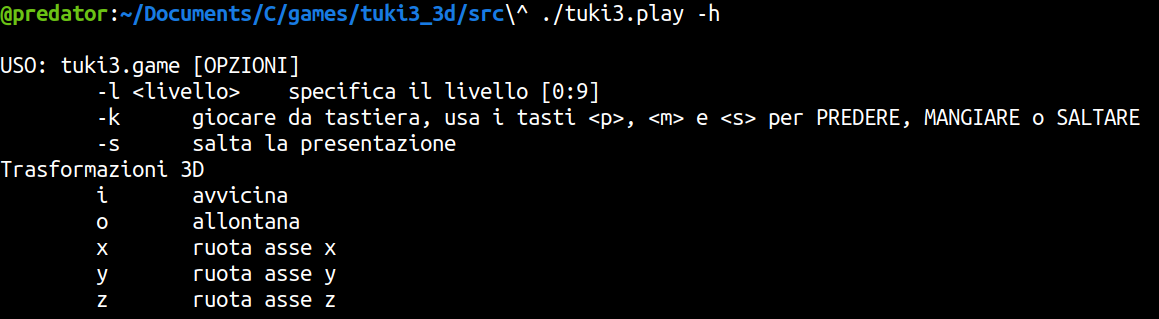 @predator:~/Documents/C/games/tuki3_3d/src\^ ./tuki3.play -h
USO: tuki3.game [OPZIONI]
-l <livello> specifica il livello [0:9]
-k giocare da tastiera, usa i tasti <p>, <m> e <s> per PREDERE, MANGIARE o SALTARE
-s salta la presentazione
Trasformazioni 3D
i avvicina
o allontana
x ruota asse x
y ruota asse y
z ruota asse z